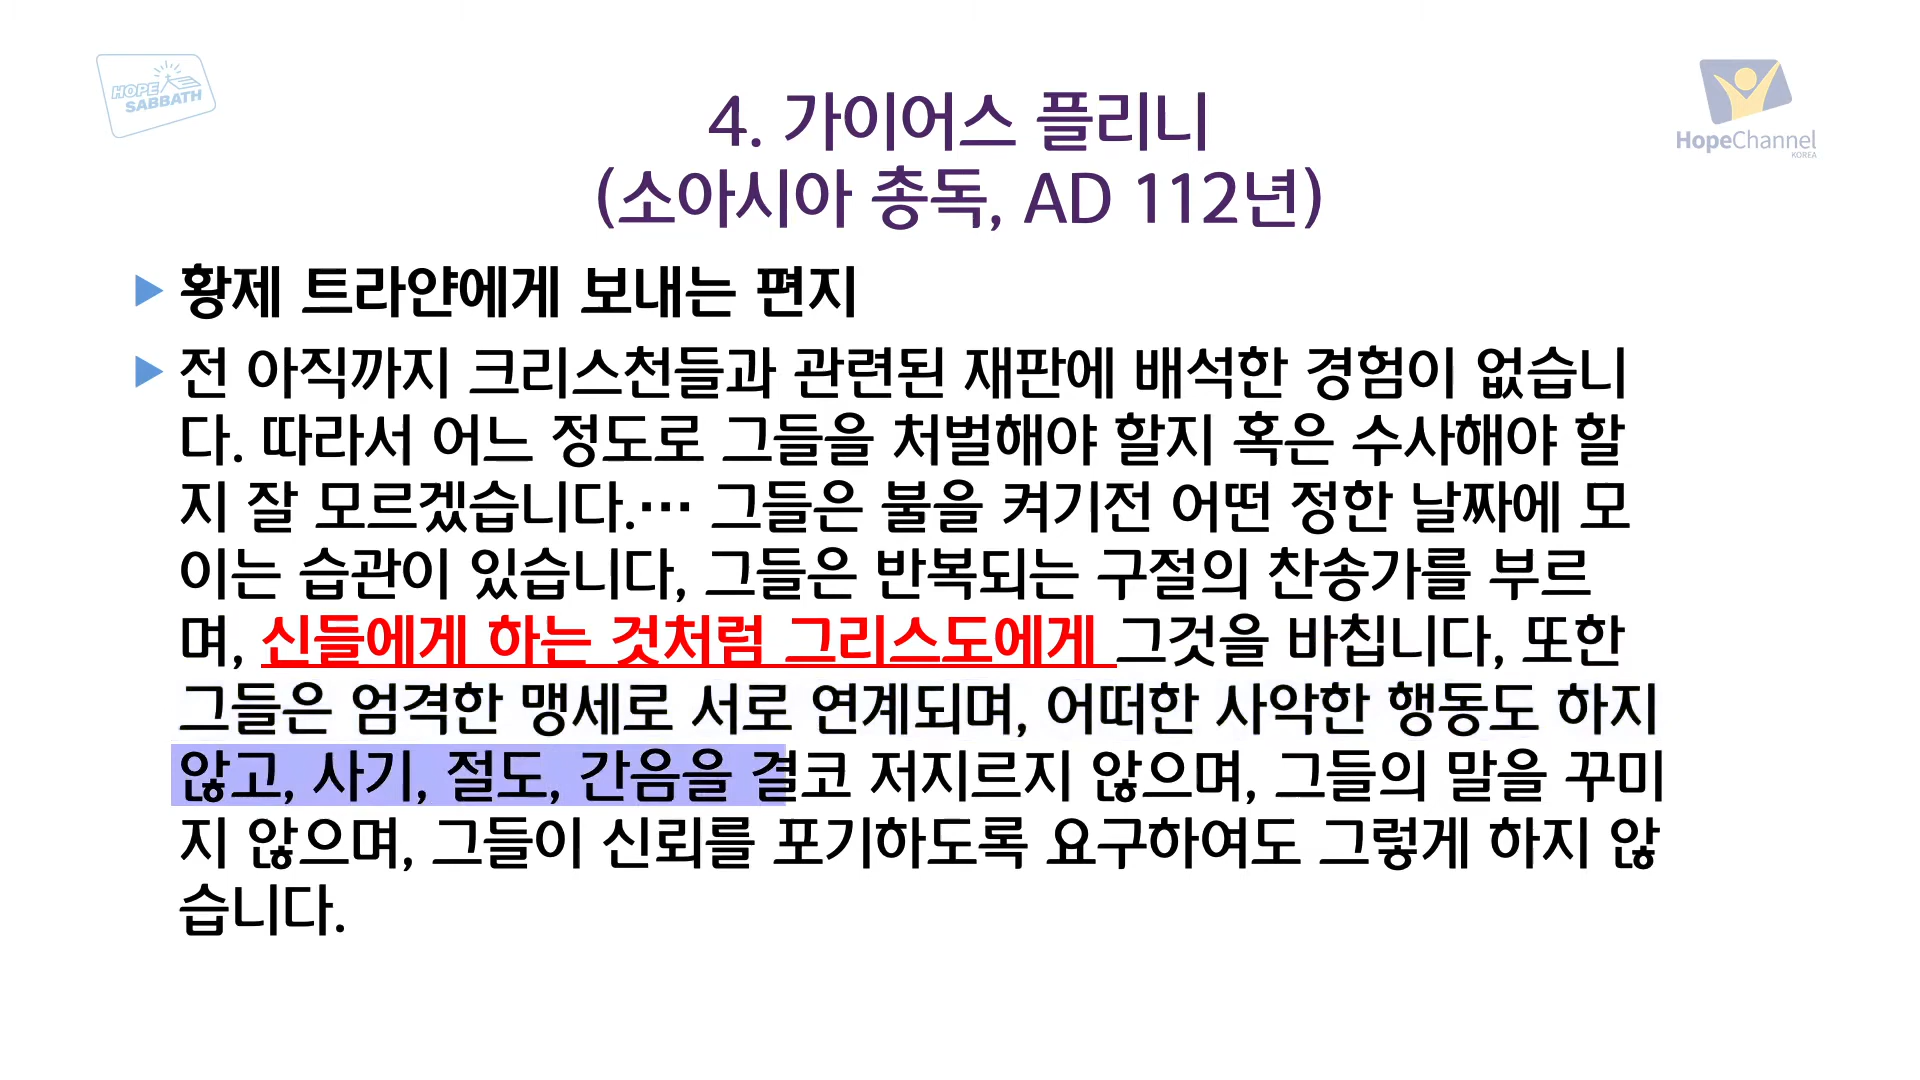 HOPE
SABBATH
HopeChannel
KOREA
4. 가이어스 플리니
(소아시아 총독, AD 112년)
황제 트라얀에게 보내는 편지
전 아직까지 크리스천들과 관련된 재판에 배석한 경험이 없습니
다. 따라서 어느 정도로 그들을 처벌해야 할지 혹은 수사해야 할
지 잘 모르겠습니다.··· 그들은 불을 켜기전 어떤 정한 날짜에 모
이는 습관이 있습니다, 그들은 반복되는 구절의 찬송가를 부르
며, 신들에게 하는 것처럼 그리스도에게 그것을 바칩니다, 또한
그들은 엄격한 맹세로 서로 연계되며, 어떠한 사악한 행동도 하지
않고, 사기, 절도, 간음을 결코 저지르지 않으며, 그들의 말을 꾸미
지 않으며, 그들이 신뢰를 포기하도록 요구하여도 그렇게 하지 않
습니다.